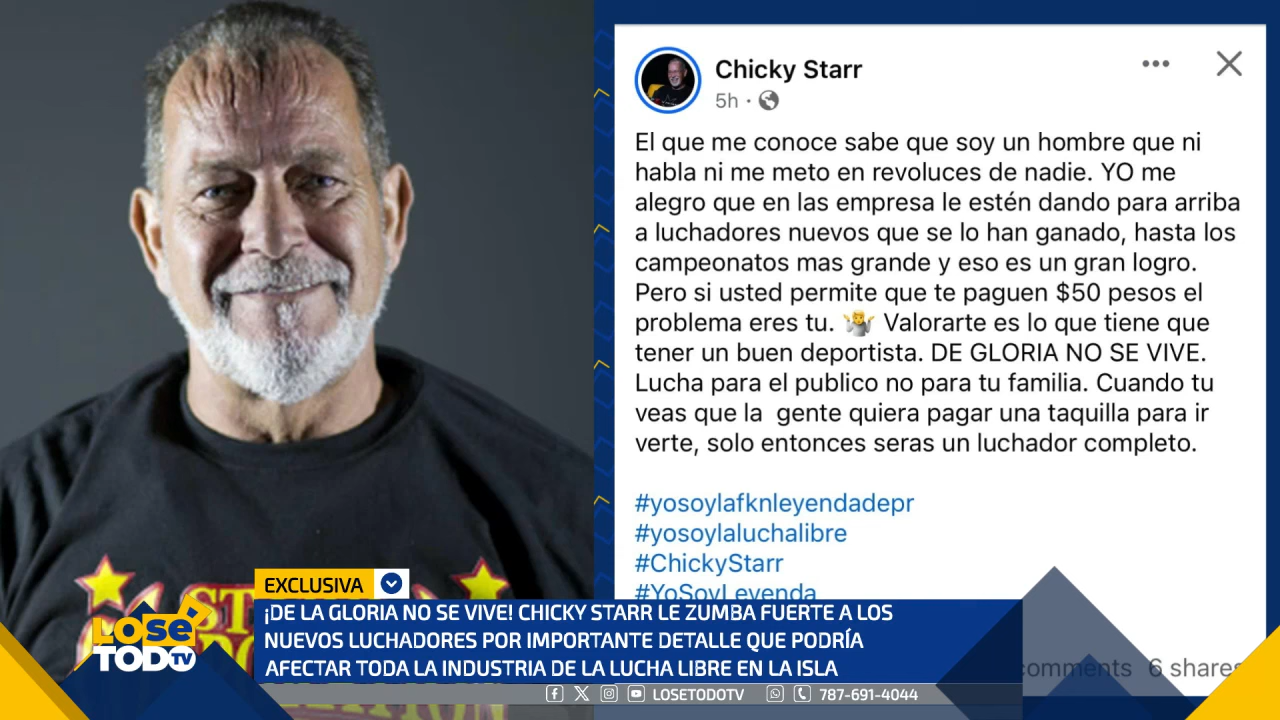 Chicky Starr
5h
El que me conoce sabe que soy un hombre que ni
habla ni me meto en revoluces de nadie. YO me
alegro que en las empresa le estén dando para arriba
a luchadores nuevos que se lo han ganado, hasta los
campeonatos mas grande y eso es un gran logro.
Pero si usted permite que te paguen $50 pesos el
problema eres tu. 🤷 Valorarte es lo que tiene que
tener un buen deportista. DE GLORIA NO SE VIVE.
Lucha para el publico no para tu familia. Cuando tu
veas que la gente quiera pagar una taquilla para ir
verte, solo entonces seras un luchador completo.
#yosoylafknleyendadepr
#yosoylaluchalibre
#ChickyStarr
#YoSoyLeyenda
comments 6 shares
EXCLUSIVA
¡DE LA GLORIA NO SE VIVE! CHICKY STARR LE ZUMBA FUERTE A LOS
NUEVOS LUCHADORES POR IMPORTANTE DETALLE QUE PODRÍA
AFECTAR TODA LA INDUSTRIA DE LA LUCHA LIBRE EN LA ISLA
LO sé
TODO TV
LOSETODOTV 787-691-4044